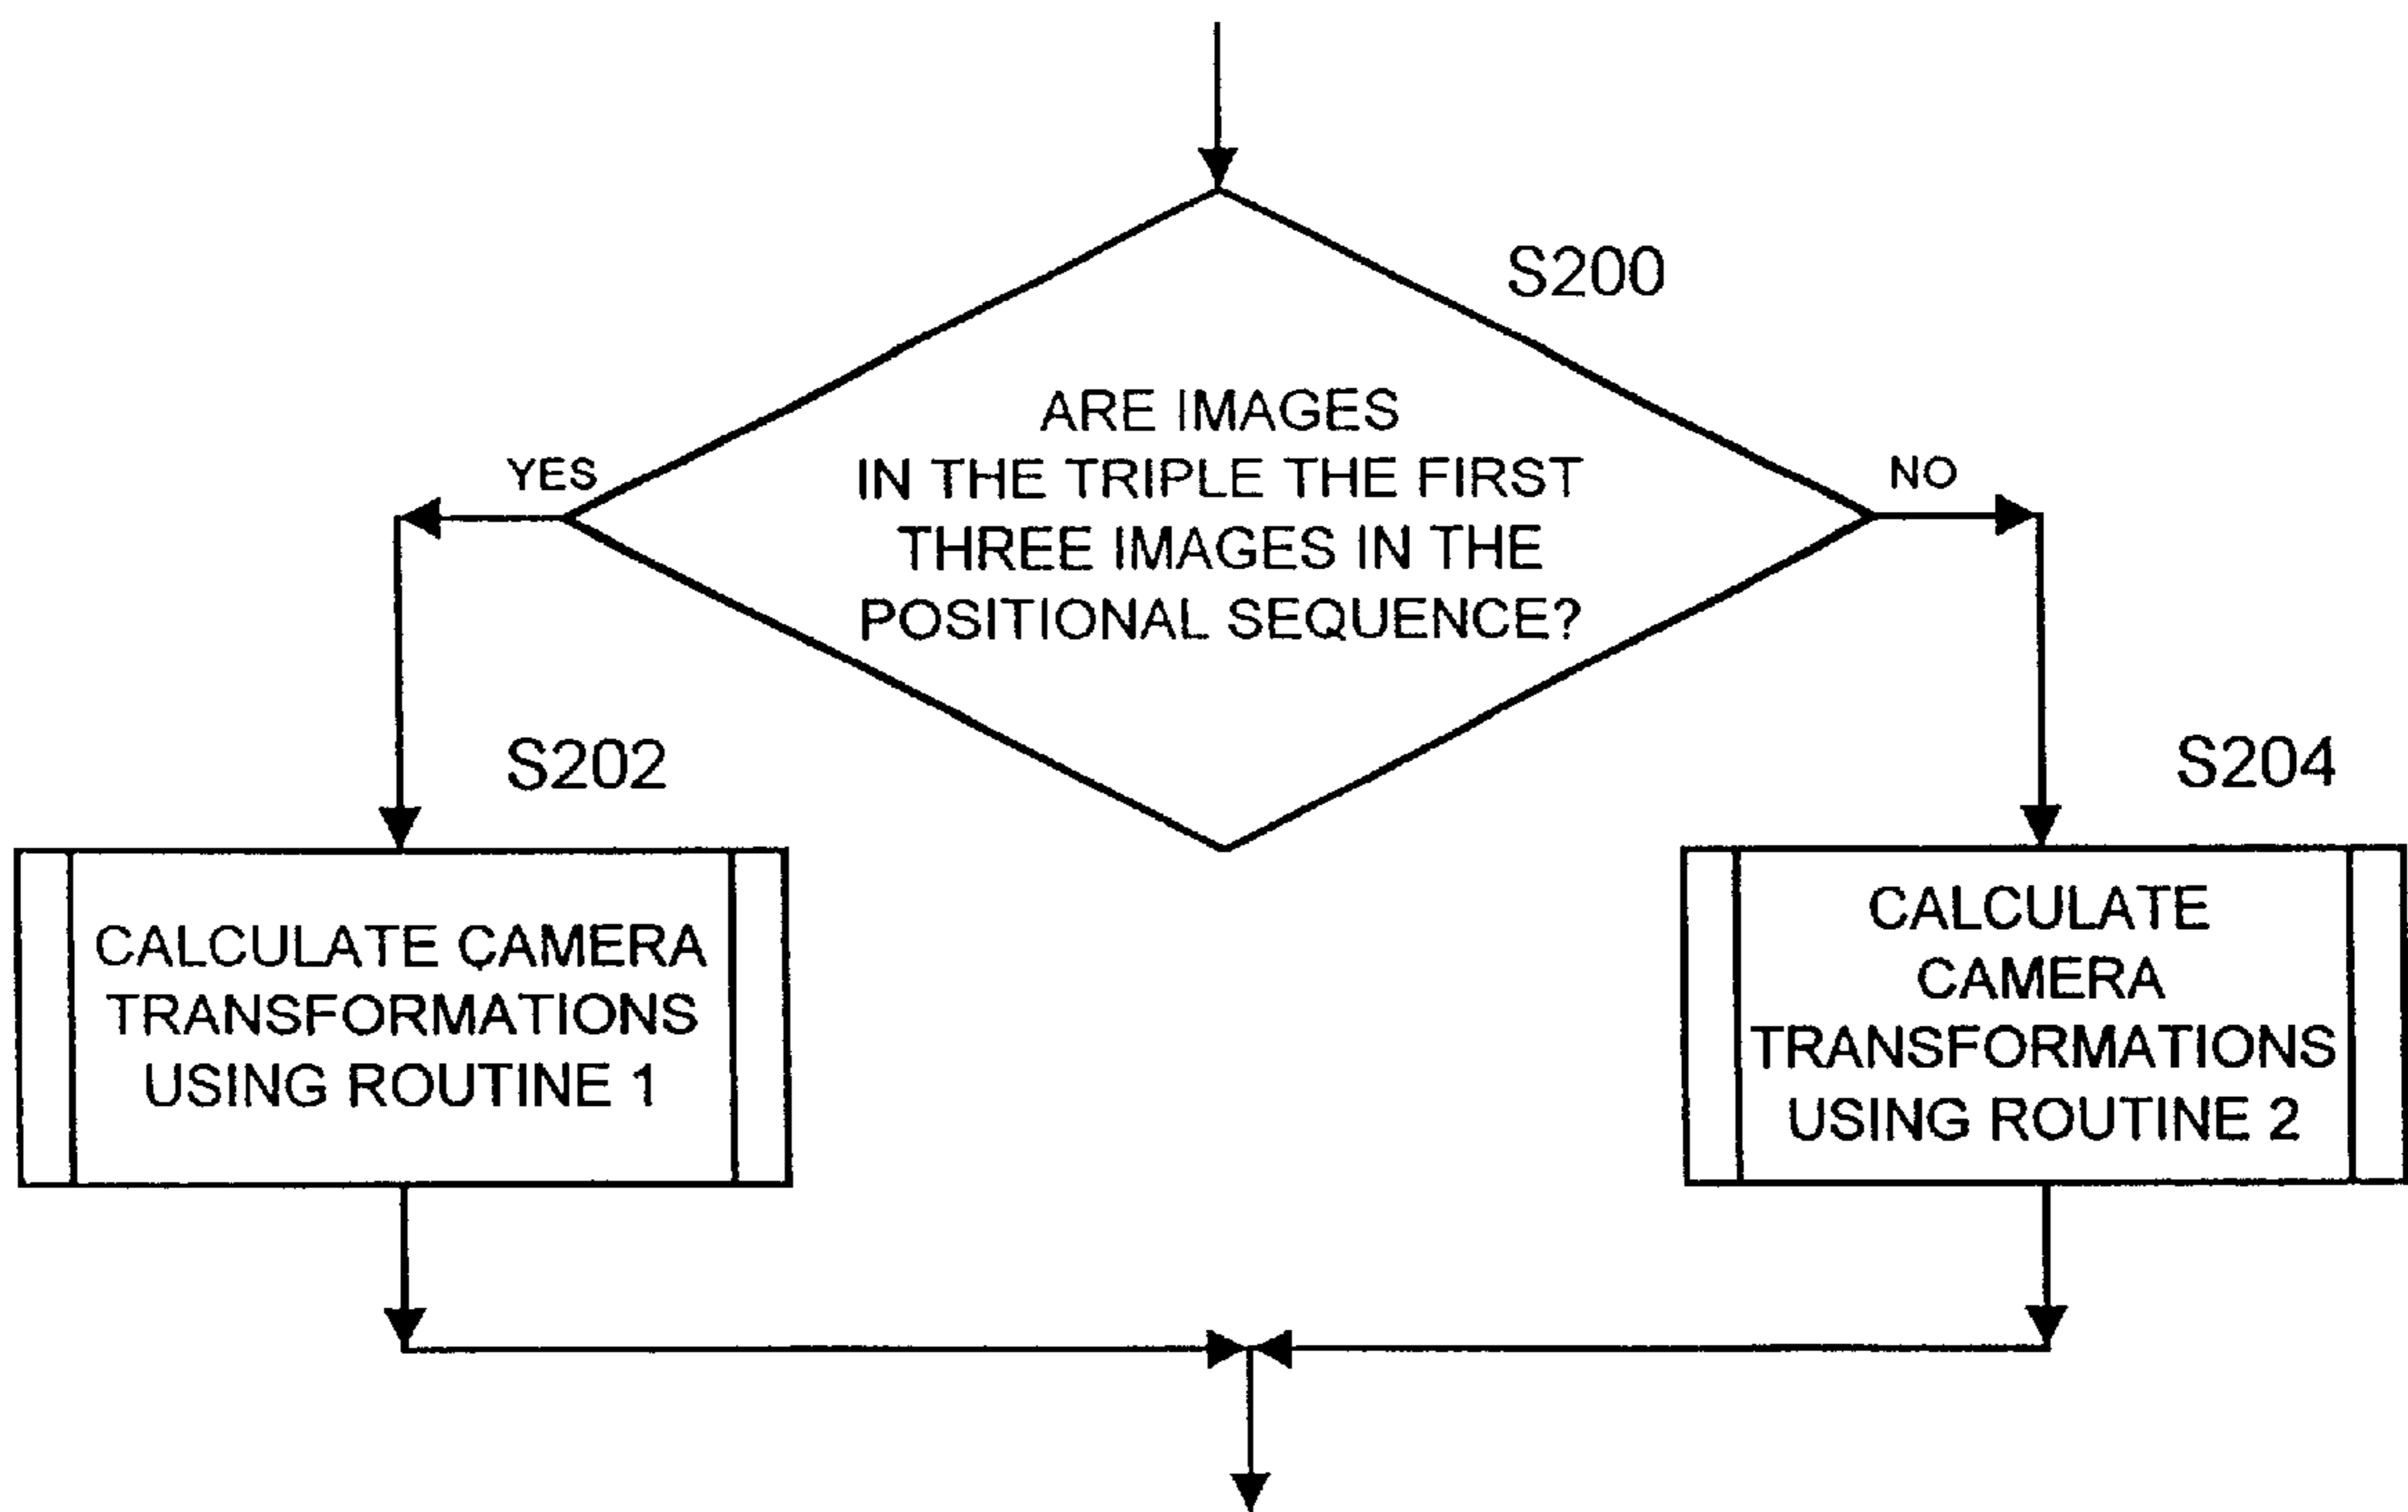 S200
ARE IMAGES
IN THE TRIPLE THE FIRST
THREE IMAGES IN THE
POSITIONAL SEQUENCE?
YES
NO
S202
CALCULATE CAMERA
TRANSFORMATIONS
USING ROUTINE 1
S204
CALCULATE
CAMERA
TRANSFORMATIONS
USING ROUTINE 2